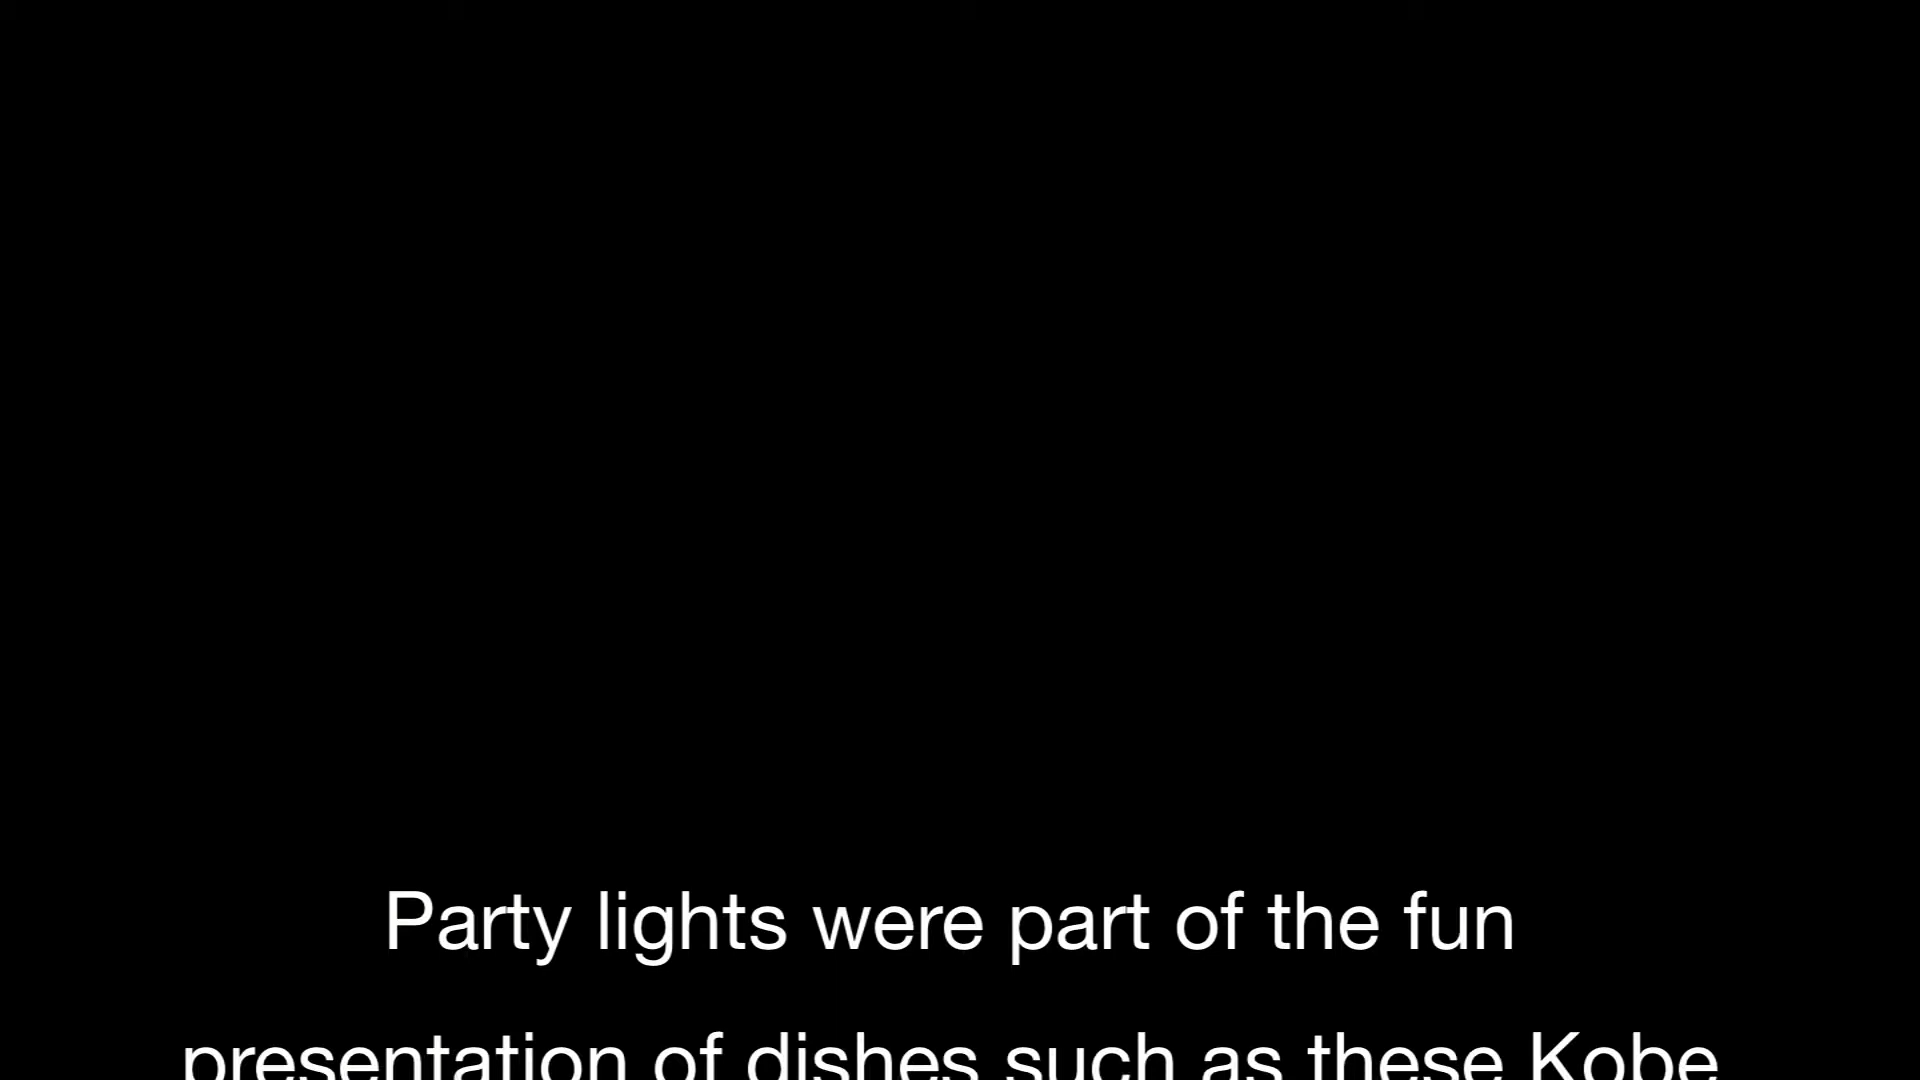 Party lights were part of the fun
presentation of dishes such as these Kobe